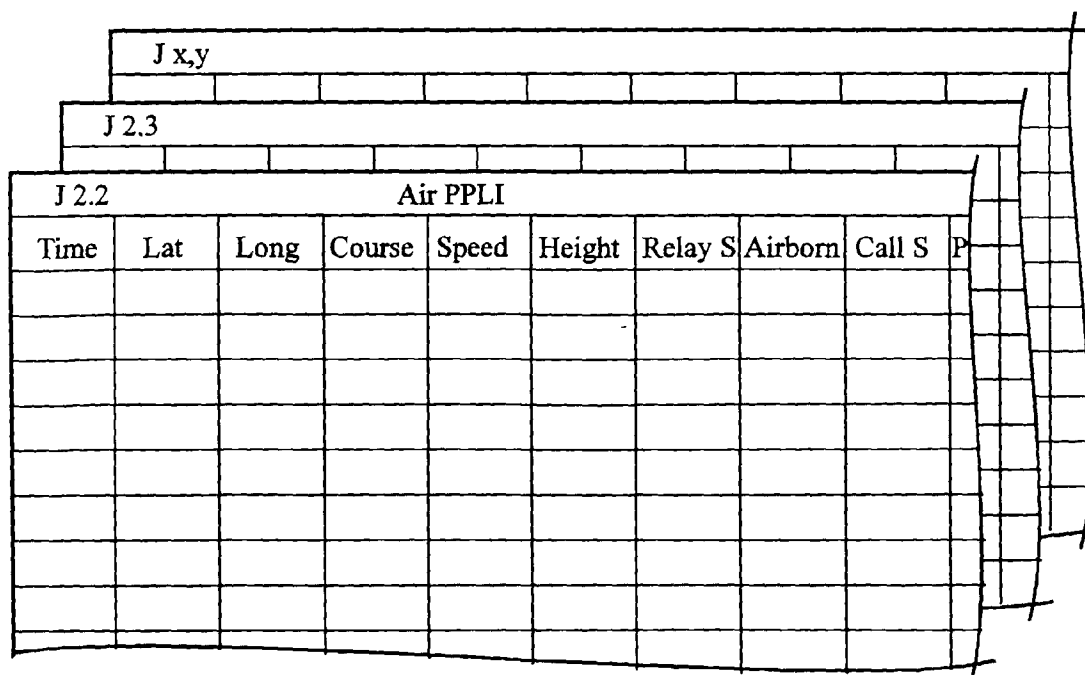 J x,y
J 2.3
J 2.2 Air PPLI
Time Lat Long Course Speed Height Relay S Airborn Call S P